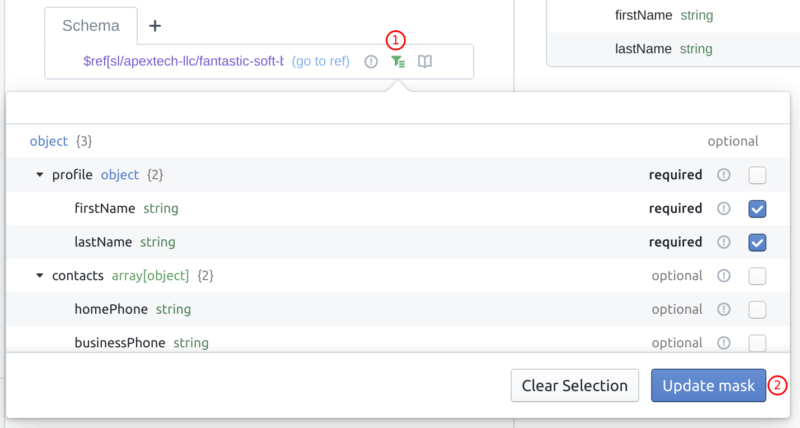 firstName string
lastName string
Schema +
1
$ref[sl/apextech-llc/fantastic-soft-b (go to ref)
object {3} optional
profile object {2} required
firstName string required
lastName string required
contacts array[object] {2} optional
homePhone string optional
businessPhone string optional
Clear Selection Update mask 2